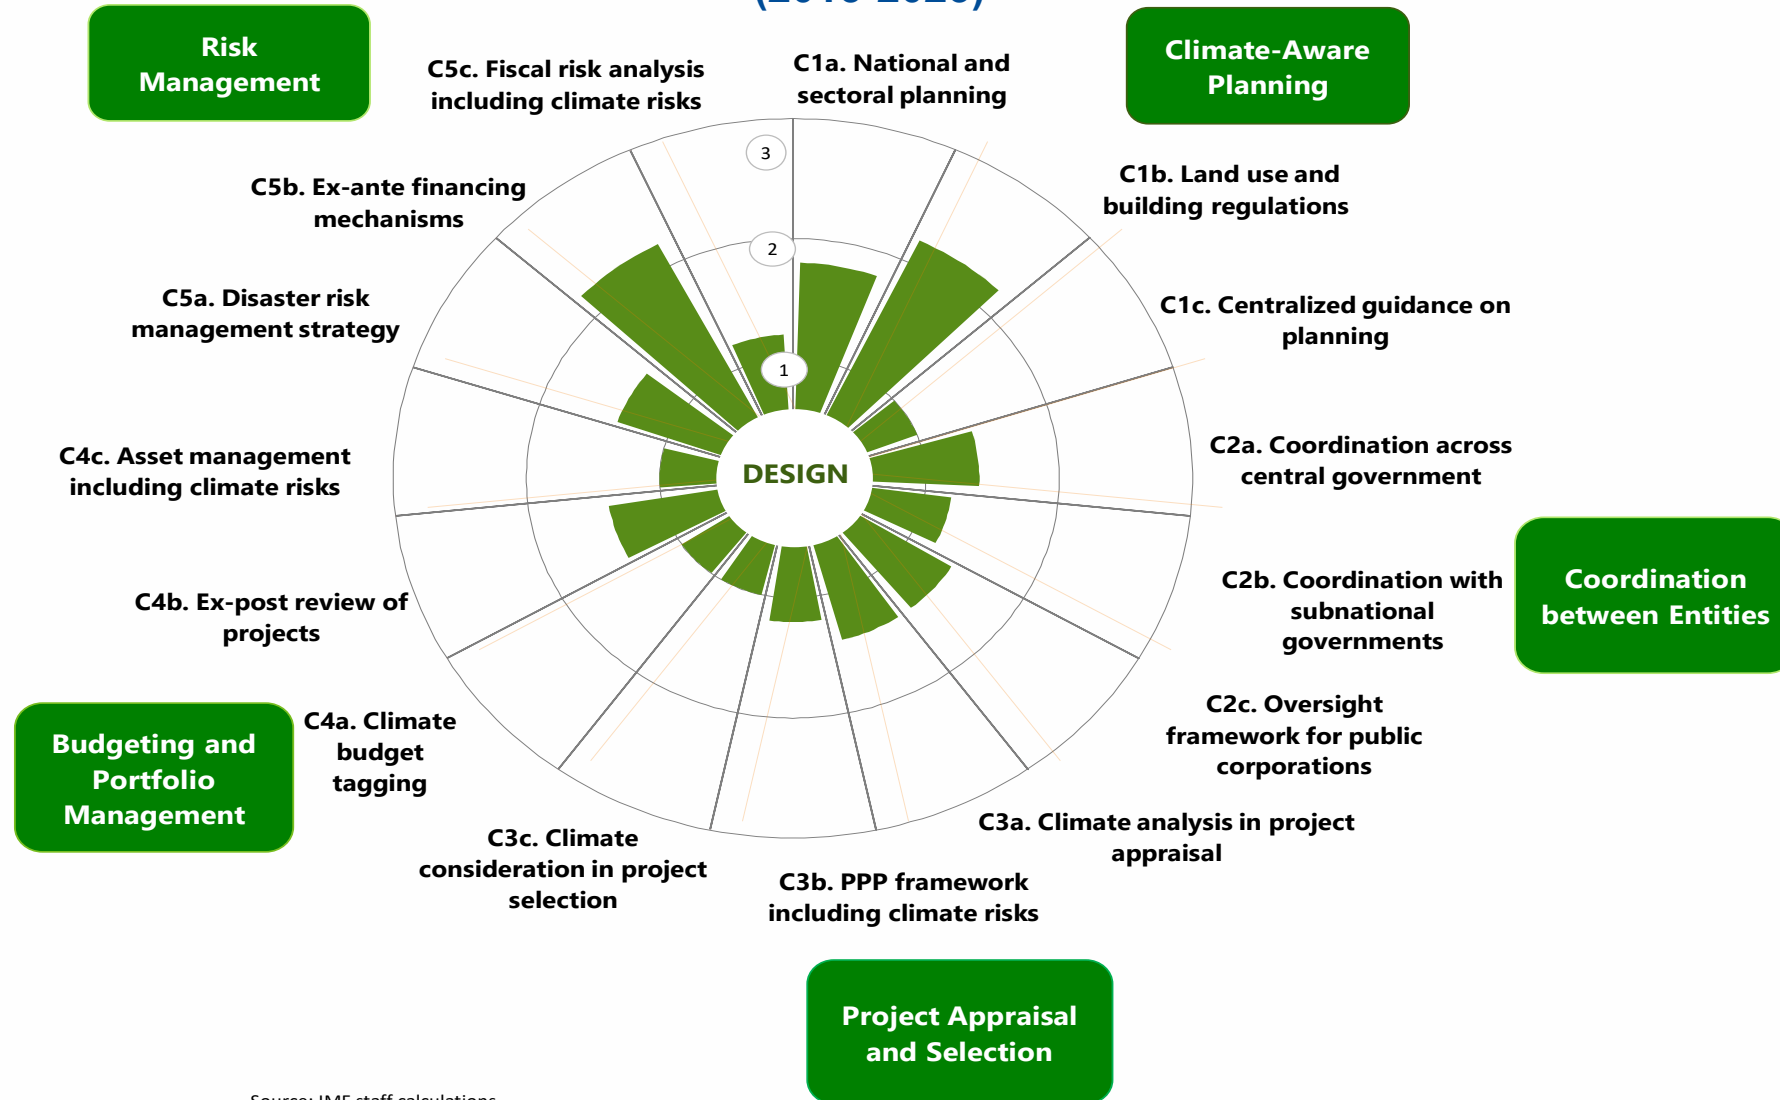 Risk
Management
C5c. Fiscal risk analysis
including climate risks
C1a. National and
sectoral planning
Climate-Aware
Planning
3
C5b. Ex-ante financing
mechanisms
C1b. Land use and
building regulations
2
C5a. Disaster risk
management strategy
C1c. Centralized guidance on
planning
1
C4c. Asset management
including climate risks
DESIGN
C2a. Coordination across
central government
C4b. Ex-post review of
projects
C2b. Coordination with
subnational
governments
Coordination
between Entities
Budgeting and
Portfolio
Management
C4a. Climate
budget
tagging
C2c. Oversight
framework for public
corporations
C3c. Climate
consideration in project
selection
C3b. PPP framework
including climate risks
C3a. Climate analysis in project
appraisal
Project Appraisal
and Selection
Source: IMF staff calculations